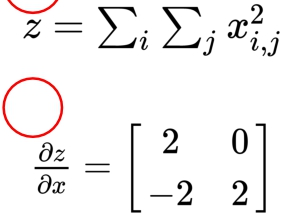 z = ∑_i ∑_j x_{i,j}^2
∂z/∂x = [2 0; -2 2]